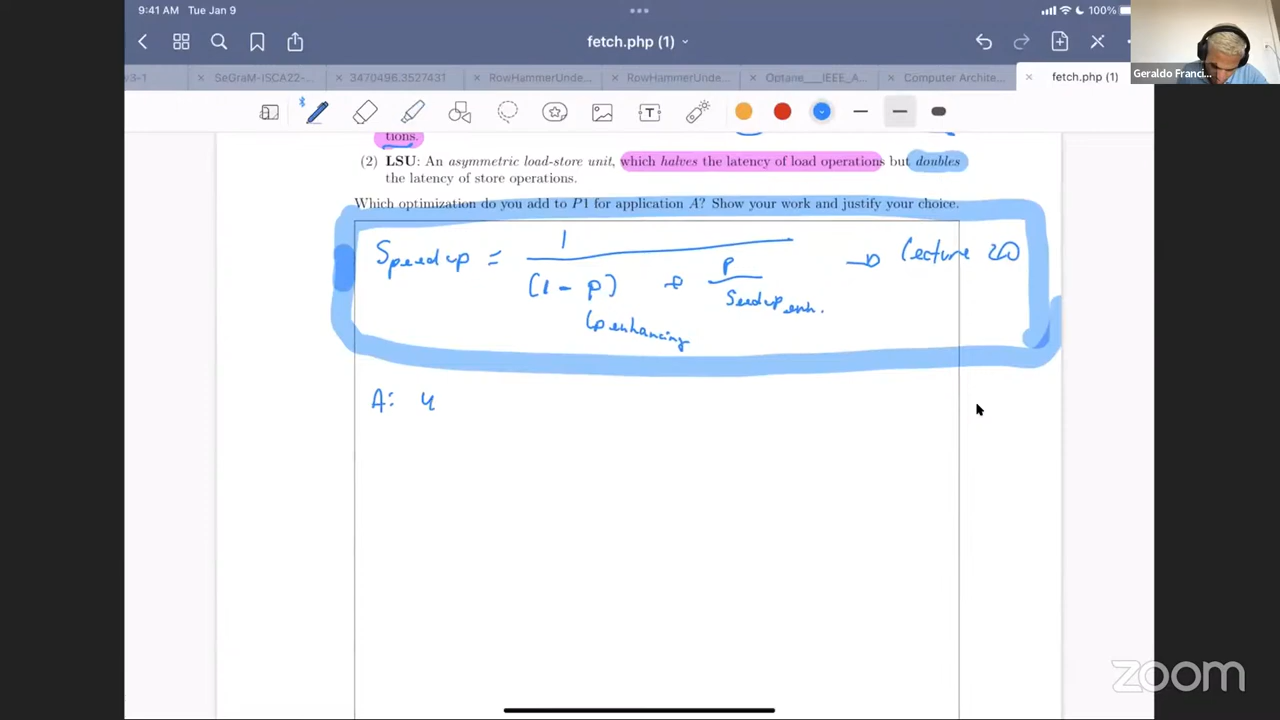 9:41 AM Tue Jan 9
100%
fetch.php (1)
Geraldo Franci...
v3-1
SeGraM-ISCA22-...
3470496.3527431
RowHammerUnde...
RowHammerUnde...
Optane___IEEE_A...
Computer Archite...
fetch.php (1)
tions.
(2) LSU: An asymmetric load-store unit, which halves the latency of load operations but doubles
the latency of store operations.
Which optimization do you add to P1 for application A? Show your work and justify your choice.
Speedup = 1 / (1 - p) + p / Seedup enh. → Lecture 20
enhancing
A: 4
zoom